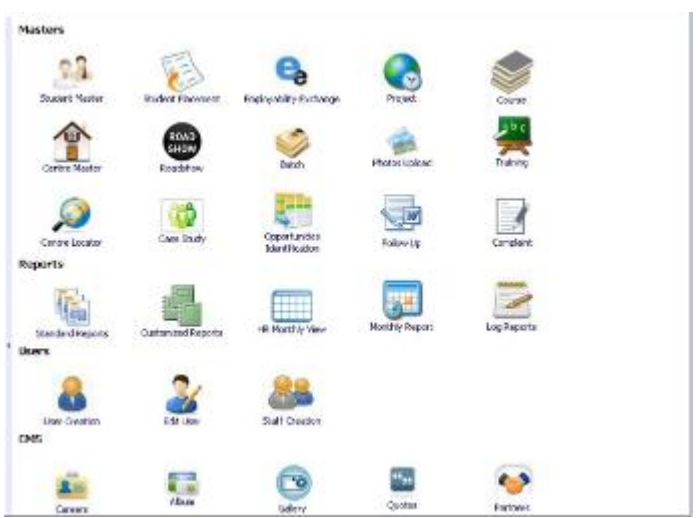 Masters
Student Master
Student Placement
Employability Exchange
Project
Course
Centre Master
ROAD
SHOW
Roadshow
Batch
Photos Upload
abc
Training
Centre Locator
Case Study
Opportunities
Identification
Follow Up
Complaint
Reports
Standard Reports
Customized Reports
HR Monthly View
Monthly Report
Log Reports
Users
User Creation
Edit User
Staff Creation
CMS
Careers
Album
Gallery
Quotes
Partners